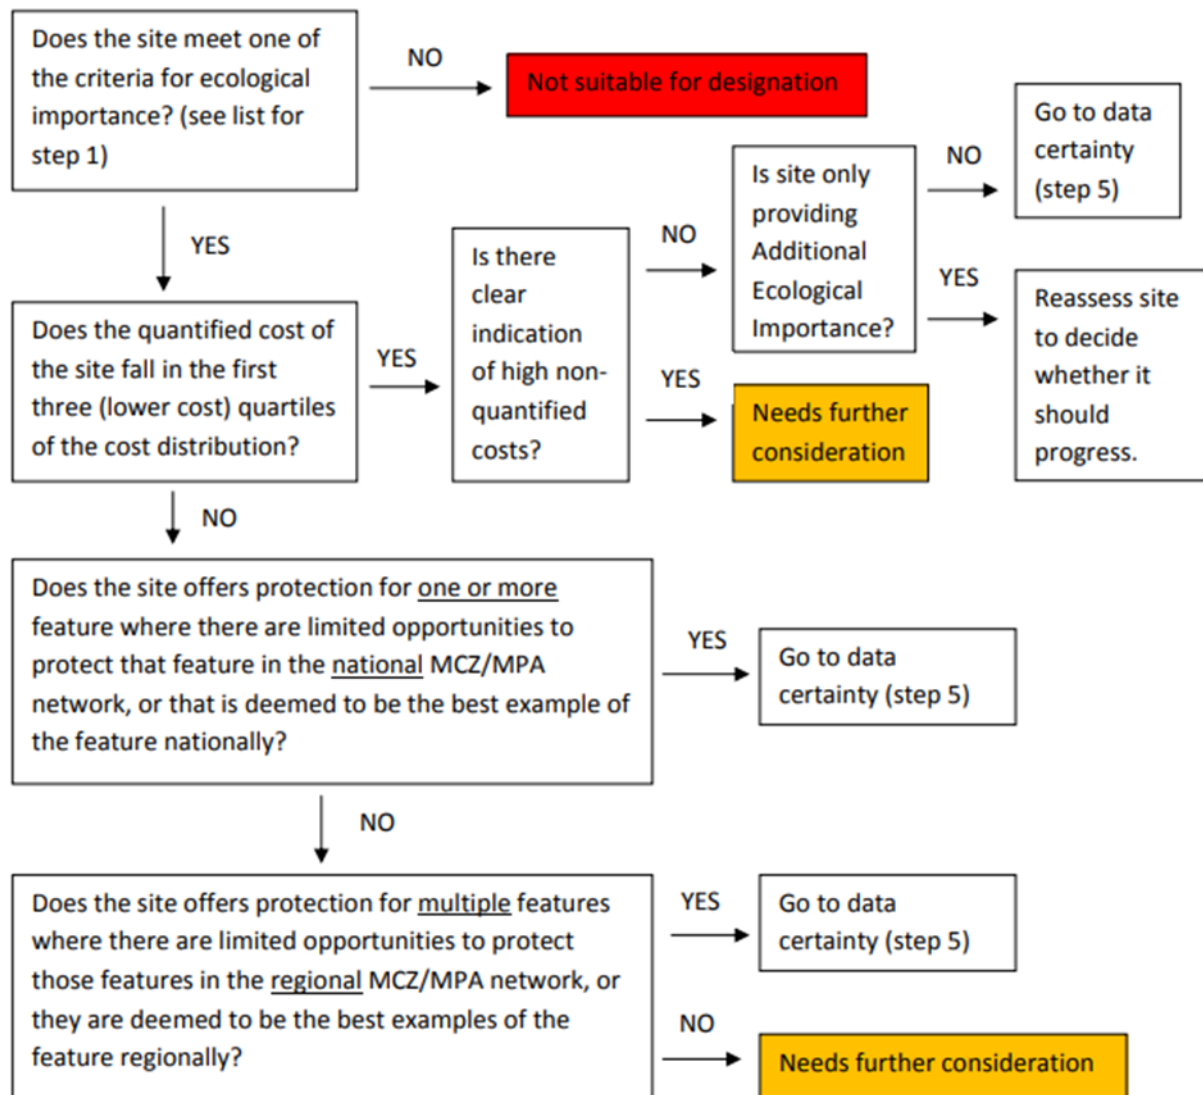 Does the site meet one of
the criteria for ecological
importance? (see list for
step 1)
NO
Not suitable for designation
YES
Does the quantified cost of
the site fall in the first
three (lower cost) quartiles
of the cost distribution?
YES
Is there
clear
indication
of high non-
quantified
costs?
NO
Is site only
providing
Additional
Ecological
Importance?
NO
Go to data
certainty
(step 5)
YES
Reassess site
to decide
whether it
should
progress.
YES
Needs further
consideration
NO
Does the site offers protection for one or more
feature where there are limited opportunities to
protect that feature in the national MCZ/MPA
network, or that is deemed to be the best example of
the feature nationally?
YES
Go to data
certainty (step 5)
NO
Does the site offers protection for multiple features
where there are limited opportunities to protect
those features in the regional MCZ/MPA network, or
they are deemed to be the best examples of the
feature regionally?
YES
Go to data
certainty (step 5)
NO
Needs further consideration